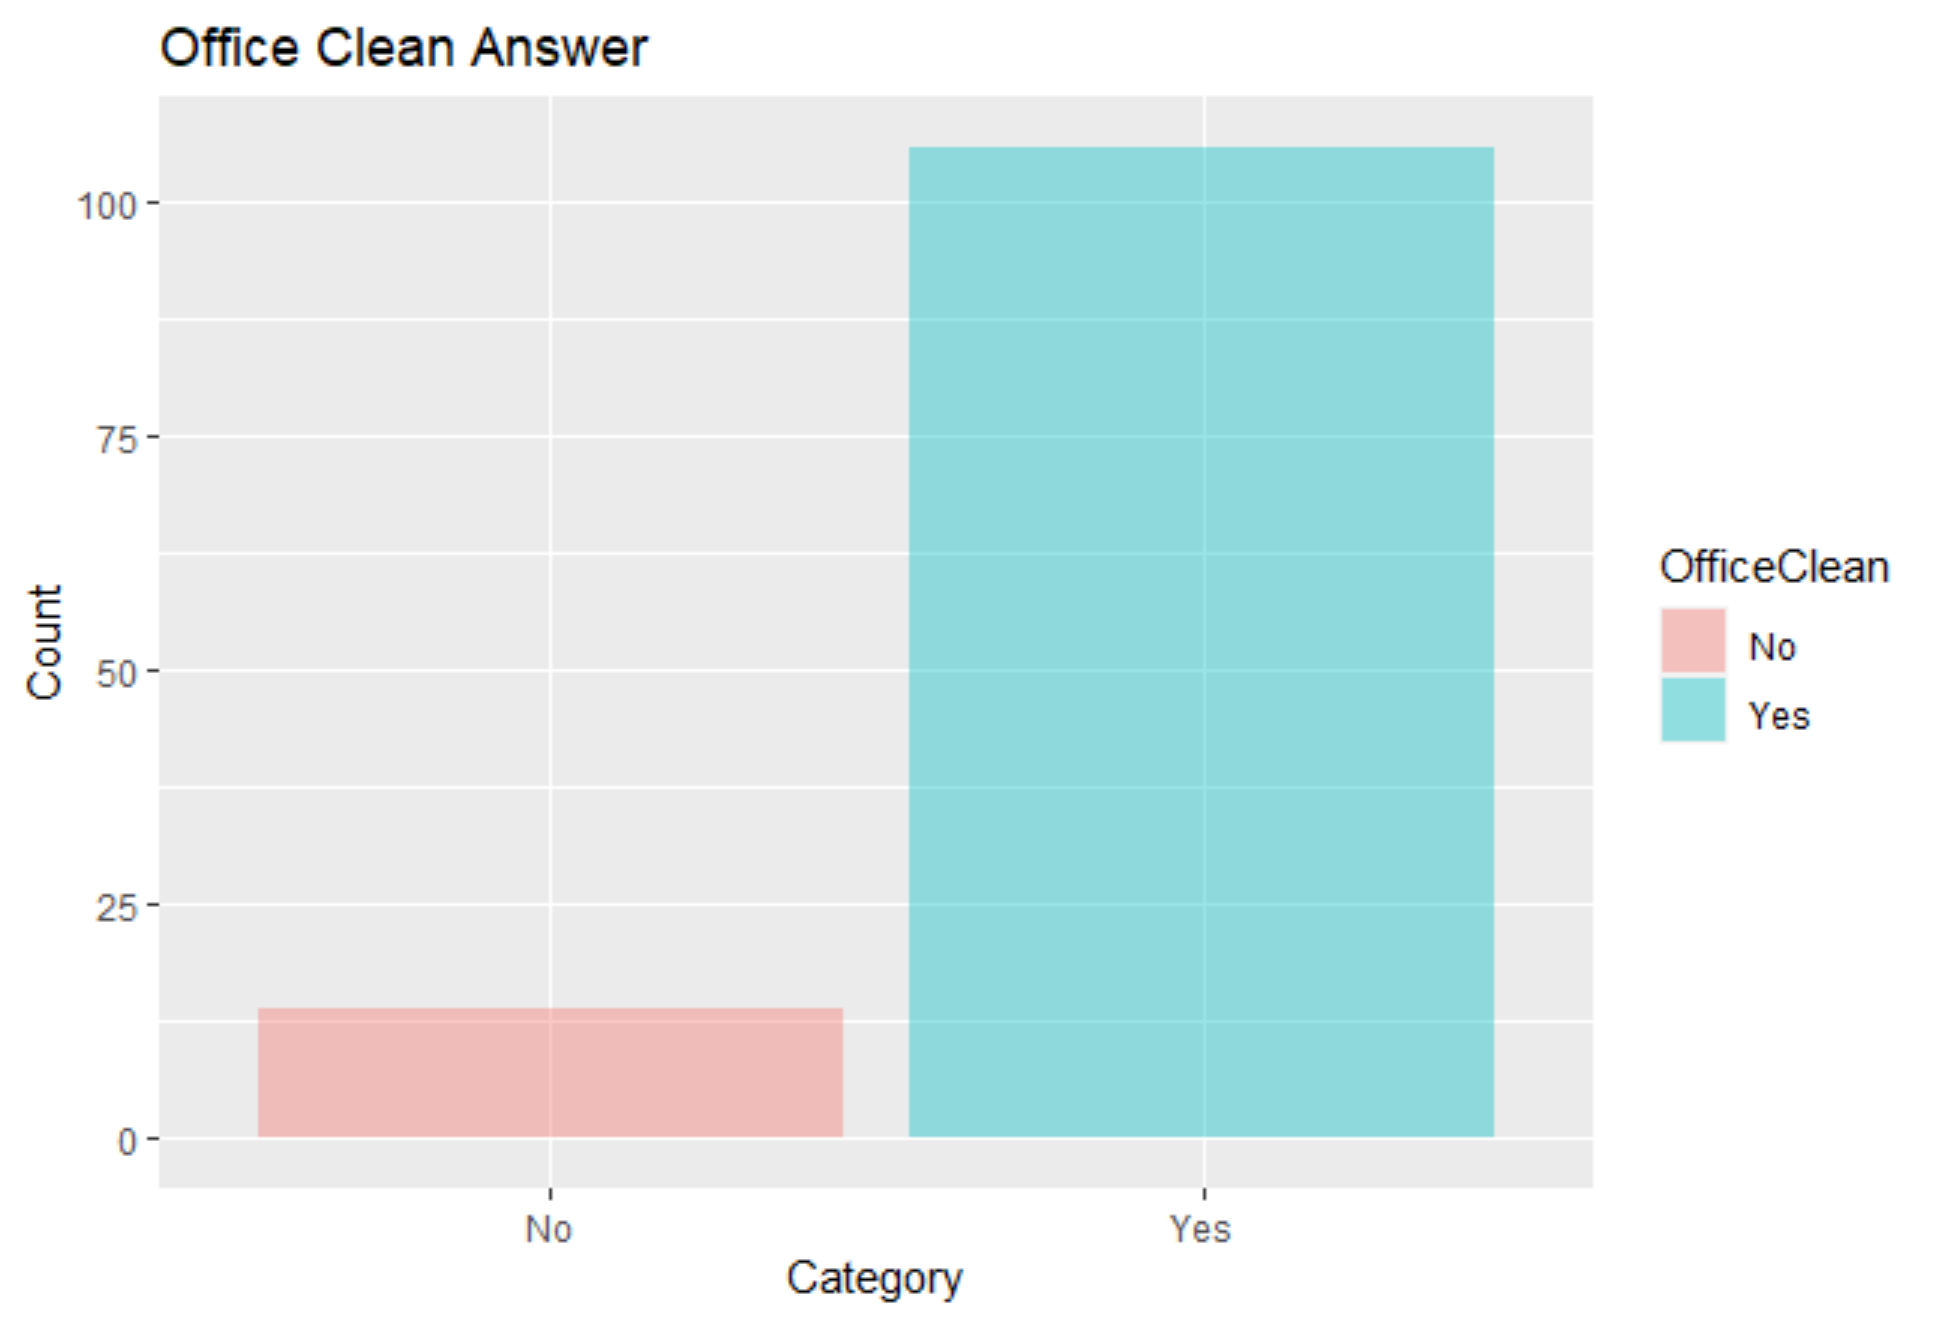 Office Clean Answer
100
75
50
25
0
Count
No
Yes
Category
OfficeClean
No
Yes